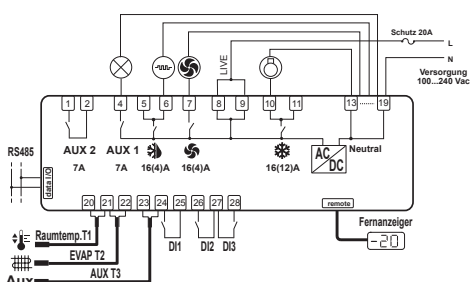 Schutz 20A
L
N
LIVE
Versorgung
100...240 Vac
1 2 4 5 6 7 8 9 10 11 13 19
AUX 2
7A
AUX 1
7A
16(4)A
16(4)A
16(12)A
AC
DC
Neutral
RS485
data I/O
20 21 22 23 24 25 26 27 28
remote
Raumtemp.T1
EVAP T2
AUX T3
Aux
DI1
DI2
DI3
Fernanzeiger
-20